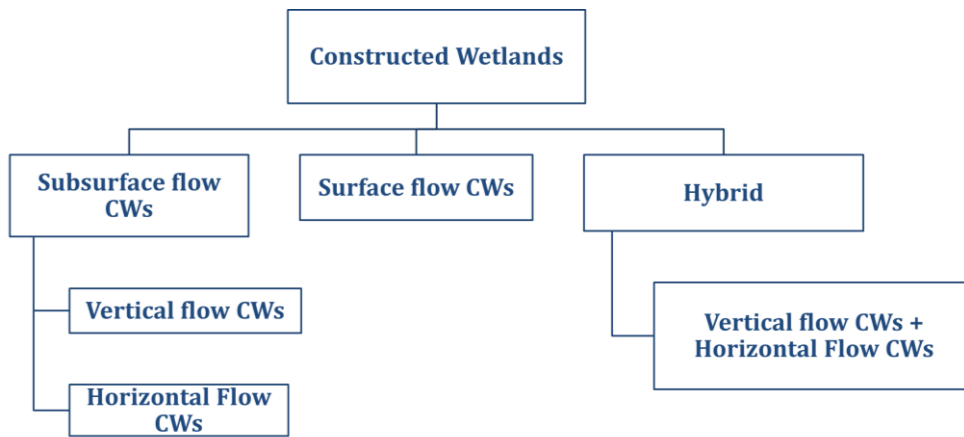 Constructed Wetlands
Subsurface flow
CWs
Surface flow CWs
Hybrid
Vertical flow CWs
Horizontal Flow
CWs
Vertical flow CWs +
Horizontal Flow CWs